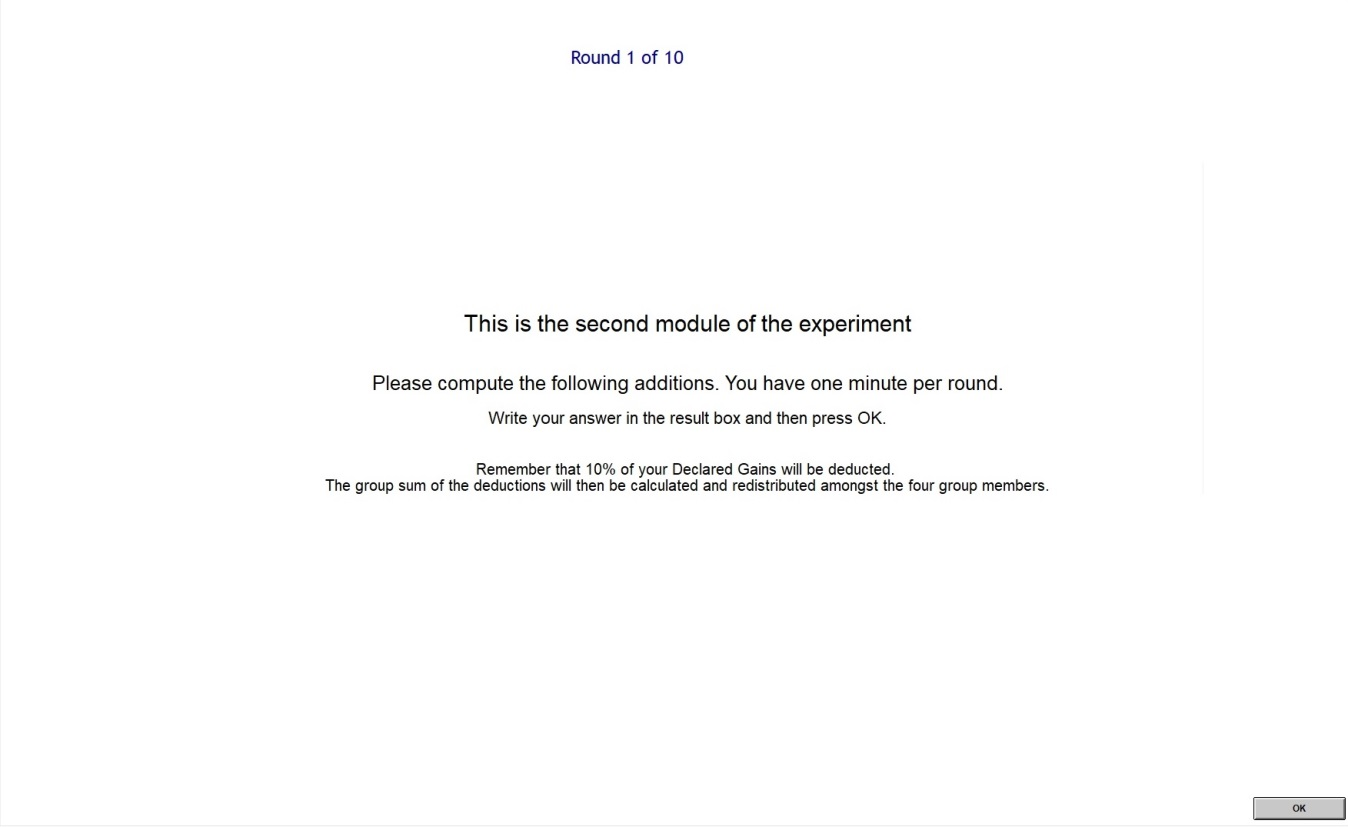 Round 1 of 10
This is the second module of the experiment
Please compute the following additions. You have one minute per round.
Write your answer in the result box and then press OK.
Remember that 10% of your Declared Gains will be deducted.
The group sum of the deductions will then be calculated and redistributed amongst the four group members.
OK